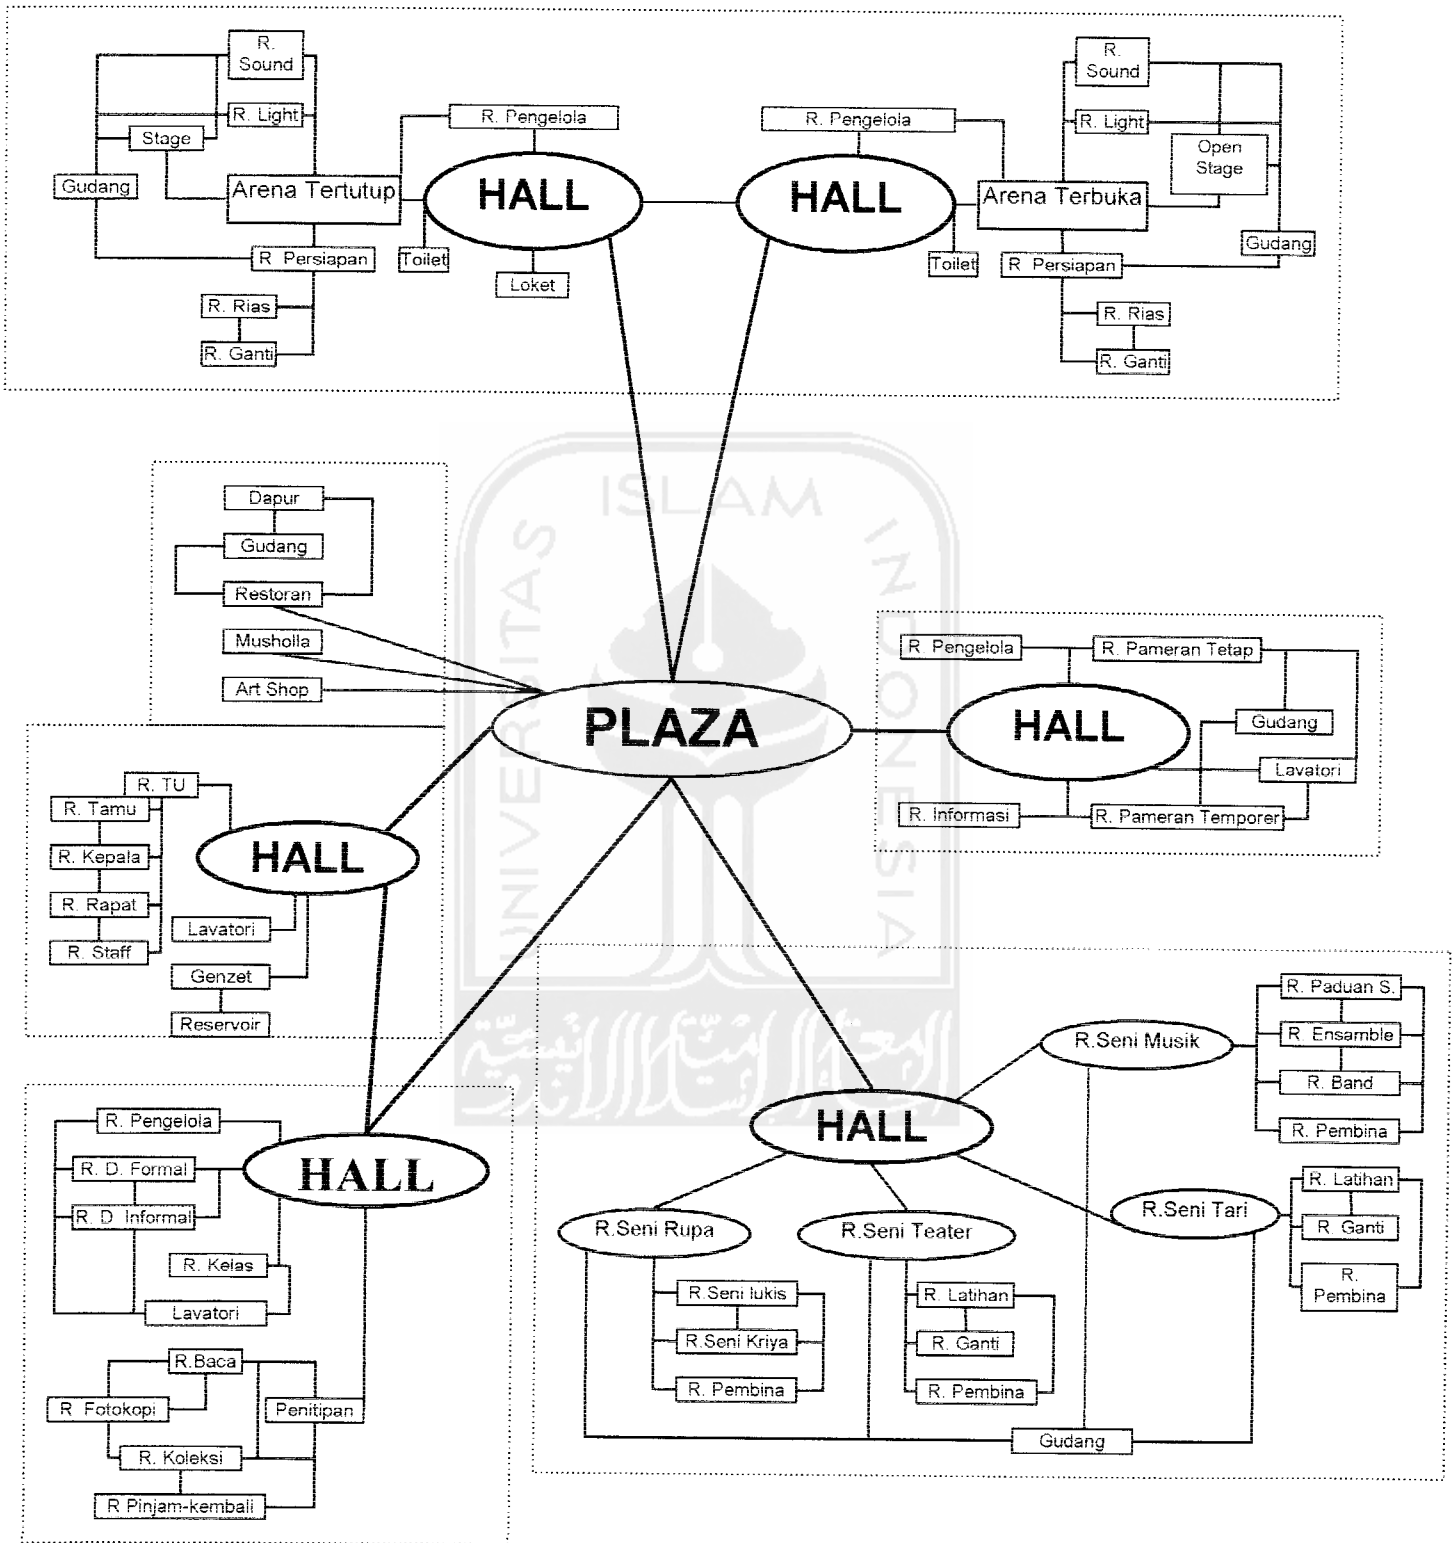 R.
Sound
R. Light
Stage
Gudang
Arena Tertutup
R Persiapan
R. Rias
R. Ganti
R. Pengelola
HALL
Toilet
Loket
R. Pengelola
HALL
Toilet
R.
Sound
R. Light
Open
Stage
Arena Terbuka
Gudang
R Persiapan
R. Rias
R. Ganti
Dapur
Gudang
Restoran
Musholla
Art Shop
UNIVERSITAS
ISLAM
INDONESIA
PLAZA
R. Pengelola
R. Pameran Tetap
HALL
Gudang
Lavatori
R. Informasi
R. Pameran Temporer
R. TU
R. Tamu
R. Kepala
R. Rapat
R. Staff
HALL
Lavatori
Genzet
Reservoir
R. Pengelola
R. D. Formal
R. D. Informal
HALL
R. Kelas
Lavatori
R.Baca
R Fotokopi
Penitipan
R. Koleksi
R Pinjam-kembali
HALL
R.Seni Musik
R. Paduan S.
R. Ensamble
R. Band
R. Pembina
R.Seni Tari
R. Latihan
R. Ganti
R.
Pembina
R.Seni Rupa
R.Seni lukis
R.Seni Kriya
R. Pembina
R.Seni Teater
R. Latihan
R. Ganti
R. Pembina
Gudang